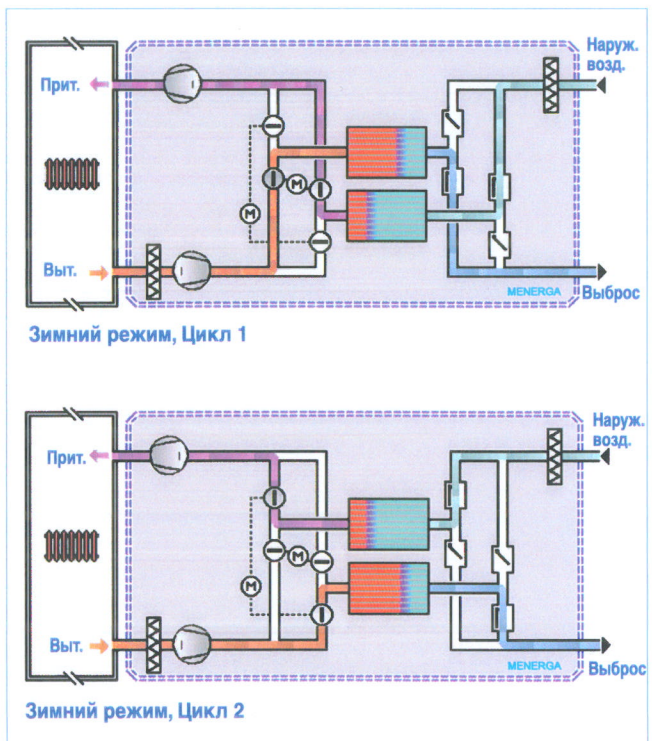 Наруж.
возд.
Прит.
М
М
Выт.
MENERGA
Выброс
Зимний режим, Цикл 1
Наруж.
возд.
Прит.
М
М
Выт.
MENERGA
Выброс
Зимний режим, Цикл 2